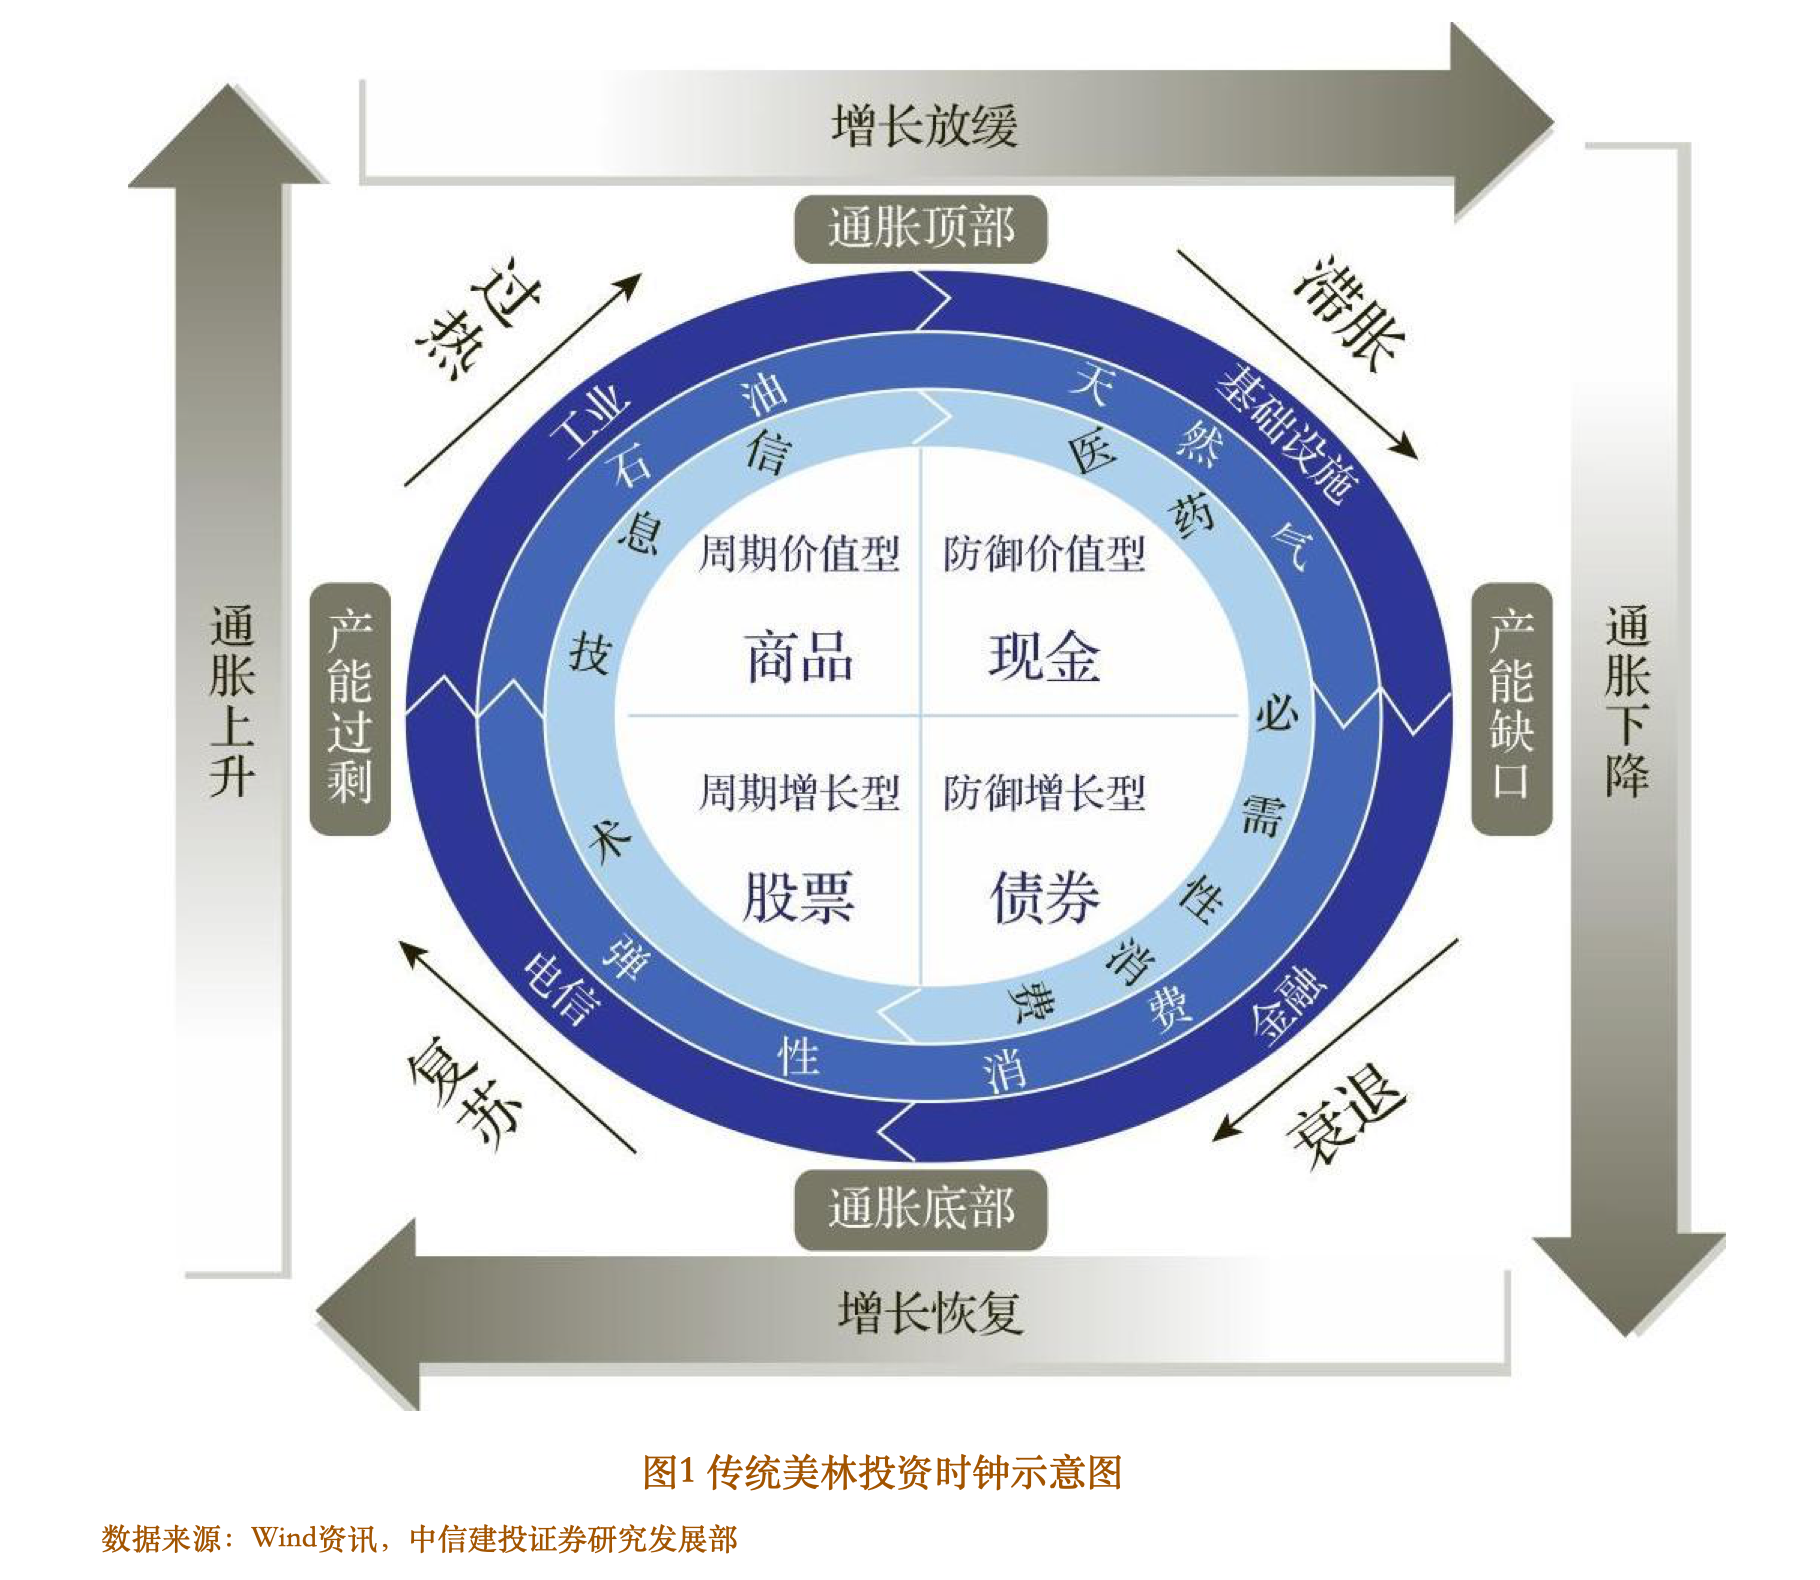 增长放缓
通胀顶部
过热
滞胀
工业
基础设施
石油
天然气
信息技术
医药
周期价值型
防御价值型
商品
现金
通胀上升
产能过剩
产能缺口
通胀下降
必需性消费
周期增长型
防御增长型
股票
债券
弹性消费
电信
金融
复苏
衰退
通胀底部
增长恢复
图1 传统美林投资时钟示意图
数据来源：Wind资讯，中信建投证券研究发展部